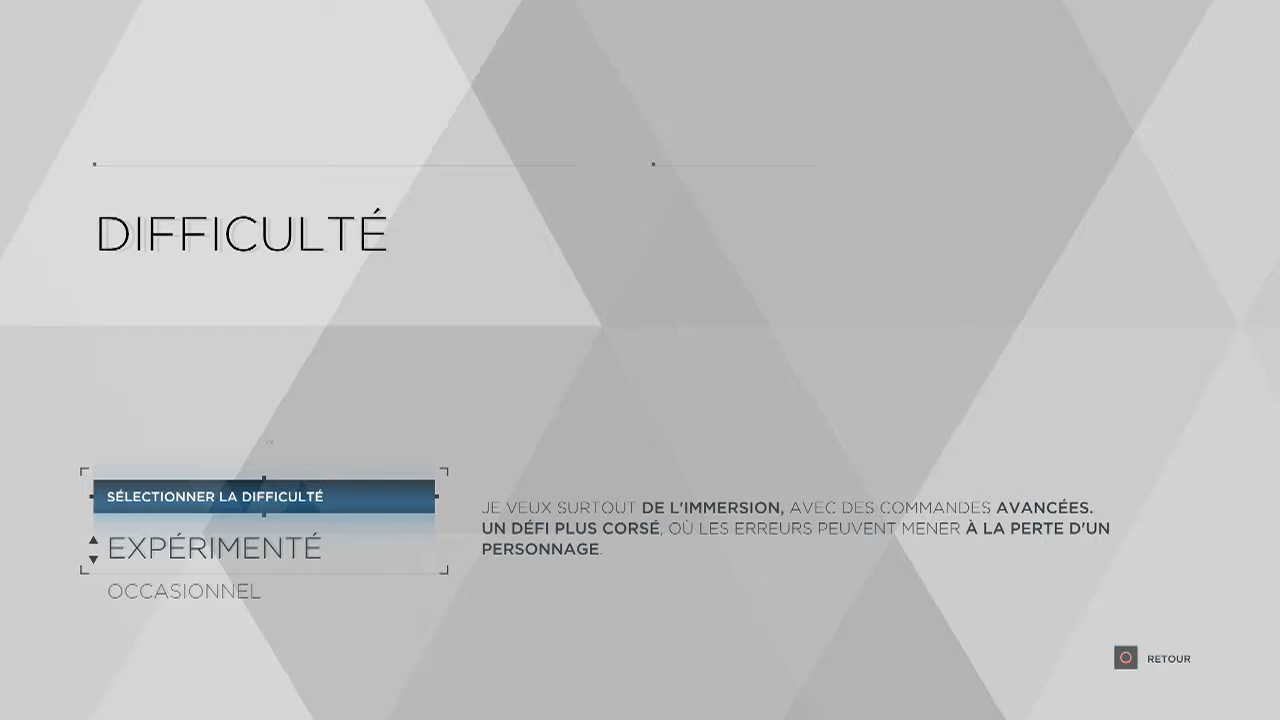 DIFFICULTÉ
SÉLECTIONNER LA DIFFICULTÉ
EXPÉRIMENTÉ
OCCASIONNEL
JE VEUX SURTOUT DE L'IMMERSION, AVEC DES COMMANDES AVANCÉES.
UN DÉFI PLUS CORSÉ, OÙ LES ERREURS PEUVENT MENER À LA PERTE D'UN
PERSONNAGE.
RETOUR